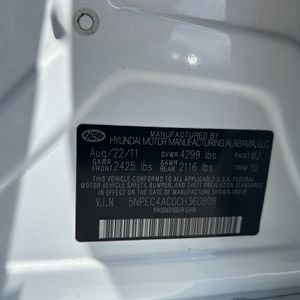 HYUNDAI MOTOR MANUFACTURING ALABAMA, LLC
Aug/22/11 GVWR 4299 lbs PAINT WJ
GAWR FRONT 2425 lbs GAWR REAR 2116 lbs TRIM YD
THIS VEHICLE CONFORMS TO ALL APPLICABLE U.S.A. FEDERAL
MOTOR VEHICLE SAFETY, BUMPER, AND THEFT PREVENTION
STANDARDS IN EFFECT ON THE DATE OF MANUFACTURE SHOWN ABOVE.
V.I.N 5NPEC4AC0CH360809
PASSENGER CAR